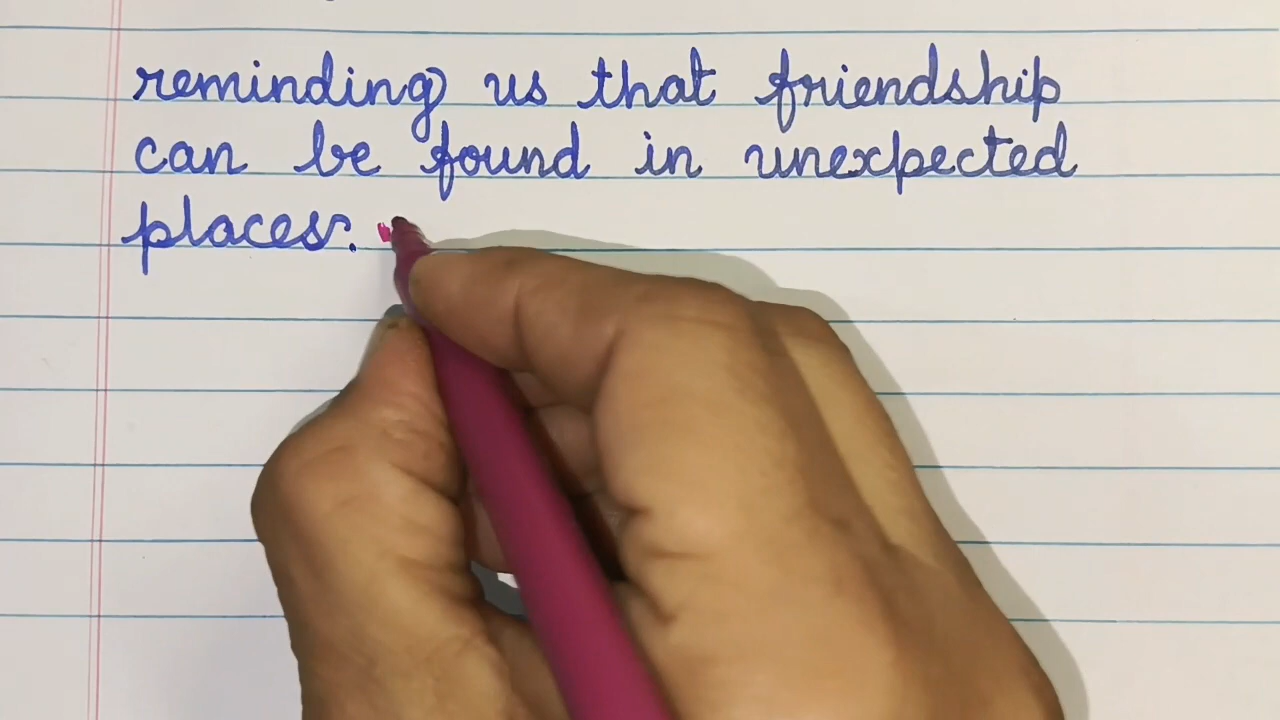 reminding us that friendship
can be found in unexpected
places.